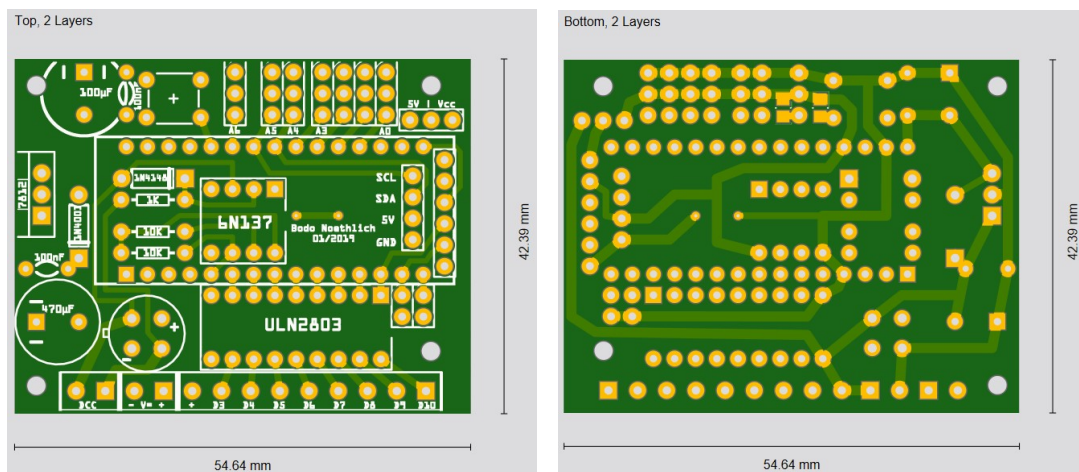 Top, 2 Layers
Bottom, 2 Layers
100µF
100nF
A6
A5
A4
A3
A0
5V | Vcc
7812
1N4148
1K
10K
10K
1N4001
6N137
Bodo Noethlich
01/2019
SCL
SDA
5V
GND
100nF
470µF
ULN2803
+
-
DCC
- V= +
+
D3
D4
D5
D6
D7
D8
D9
D10
42.39 mm
42.39 mm
54.64 mm
54.64 mm